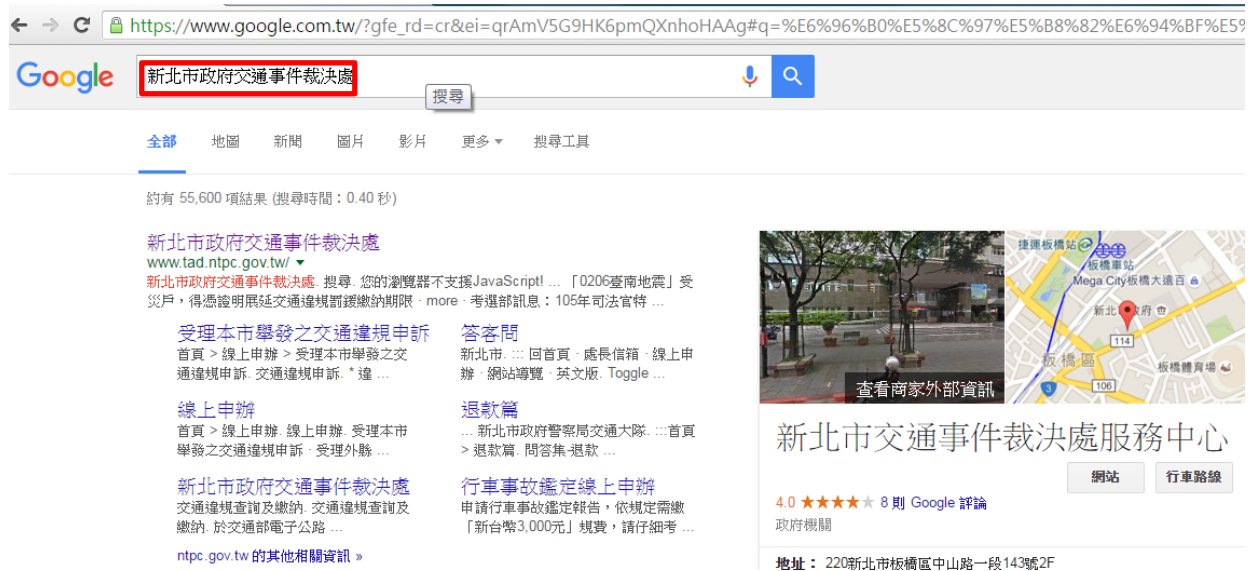 https://www.google.com.tw/?gfe_rd=cr&ei=qrAmV5G9HK6pmQXnhoHAAg#q=%E6%96%B0%E5%8C%97%E5%B8%82%E6%94%BF%E5%
Google
新北市政府交通事件裁決處
搜尋
全部 地圖 新聞 圖片 影片 更多 搜尋工具
約有 55,600 項結果 (搜尋時間:0.40 秒)
新北市政府交通事件裁決處
www.tad.ntpc.gov.tw/
新北市政府交通事件裁決處. 搜尋. 您的瀏覽器不支援JavaScript! ... 「0206臺南地震」受
災戶,得憑證明展延交通違規罰鍰繳納期限 · more · 考選部訊息:105年司法官特 ...
受理本市舉發之交通違規申訴
首頁 > 線上申辦 > 受理本市舉發之交
通違規申訴. 交通違規申訴. * 違 ...
答客問
新北市. ::: 回首頁 · 處長信箱 · 線上申
辦 · 網站導覽 · 英文版. Toggle ...
線上申辦
首頁 > 線上申辦. 線上申辦. 受理本市
舉發之交通違規申訴 · 受理外縣 ...
退款篇
... 新北市政府警察局交通大隊. :::首頁
> 退款篇. 問答集-退款 ...
新北市政府交通事件裁決處
交通違規查詢及繳納. 交通違規查詢及
繳納. 於交通部電子公路 ...
行車事故鑑定線上申辦
申請行車事故鑑定報告,依規定需繳
「新台幣3,000元」規費,請仔細考 ...
ntpc.gov.tw 的其他相關資訊 »
查看商家外部資訊
捷運板橋站
板橋車站
Mega City板橋大遠百
新北 政府
114
板橋區
板橋體育場
3
106
新北市交通事件裁決處服務中心
網站 行車路線
4.0 ★★★★★ 8 則 Google 評論
政府機關
地址: 220新北市板橋區中山路一段143號2F